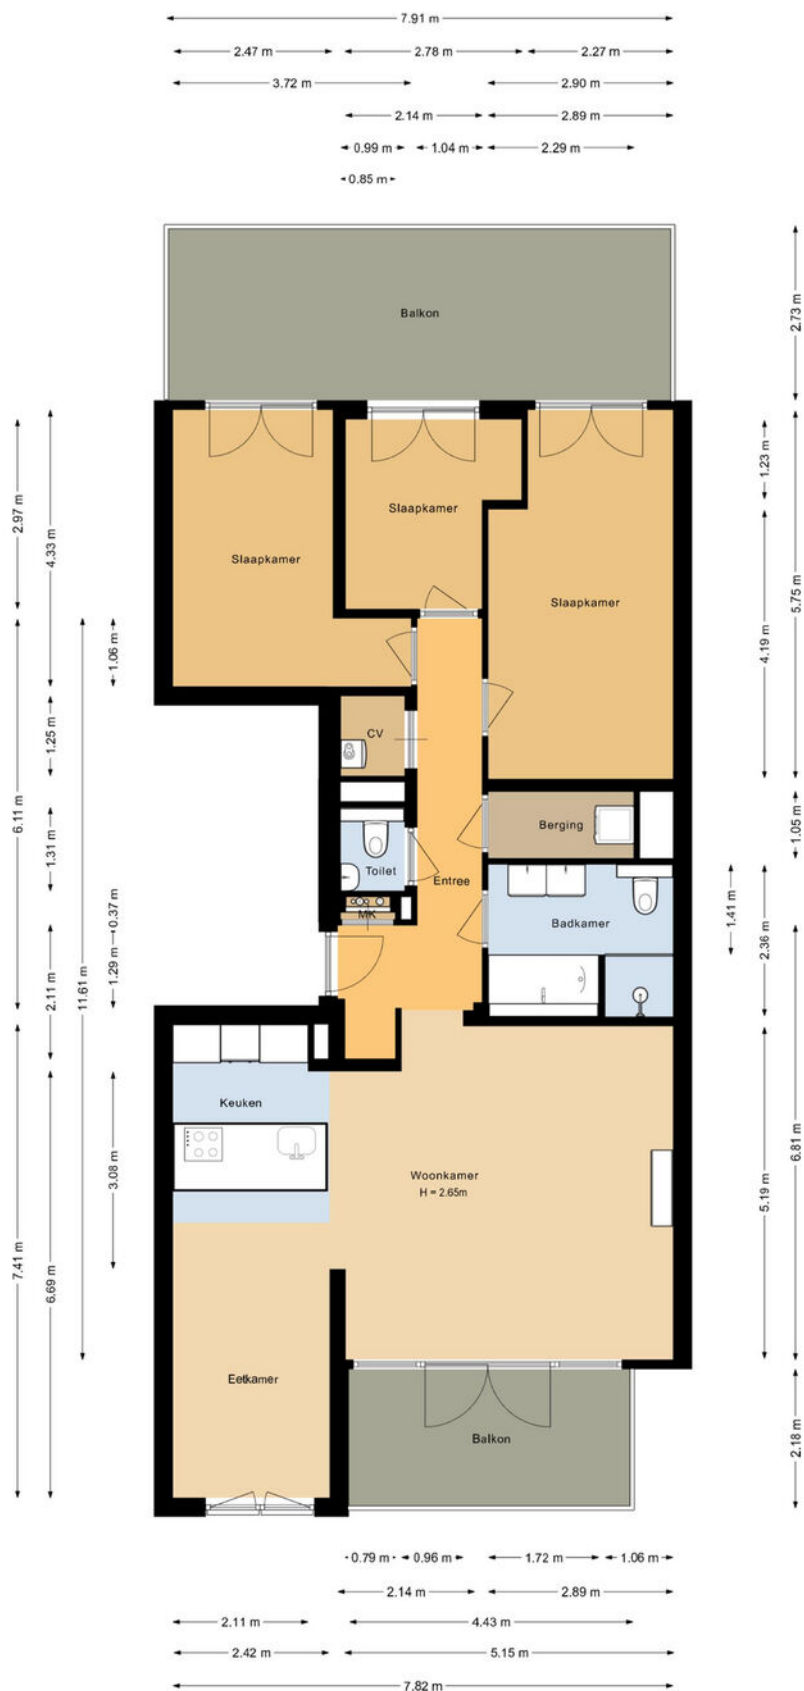 7.91 m
2.47 m
2.78 m
2.27 m
3.72 m
2.90 m
2.14 m
2.89 m
0.99 m
1.04 m
2.29 m
0.85 m
Balkon
2.73 m
2.97 m
4.33 m
1.06 m
Slaapkamer
Slaapkamer
Slaapkamer
1.23 m
4.19 m
5.75 m
6.11 m
11.61 m
1.25 m
1.31 m
0.37 m
1.29 m
2.11 m
CV
Berging
Toilet
Entree
MK
Badkamer
1.05 m
1.41 m
2.36 m
Keuken
Woonkamer
H = 2.65m
Eetkamer
Balkon
7.41 m
6.69 m
3.08 m
5.19 m
6.81 m
2.18 m
0.79 m
0.96 m
1.72 m
1.06 m
2.14 m
2.89 m
2.11 m
4.43 m
2.42 m
5.15 m
7.82 m